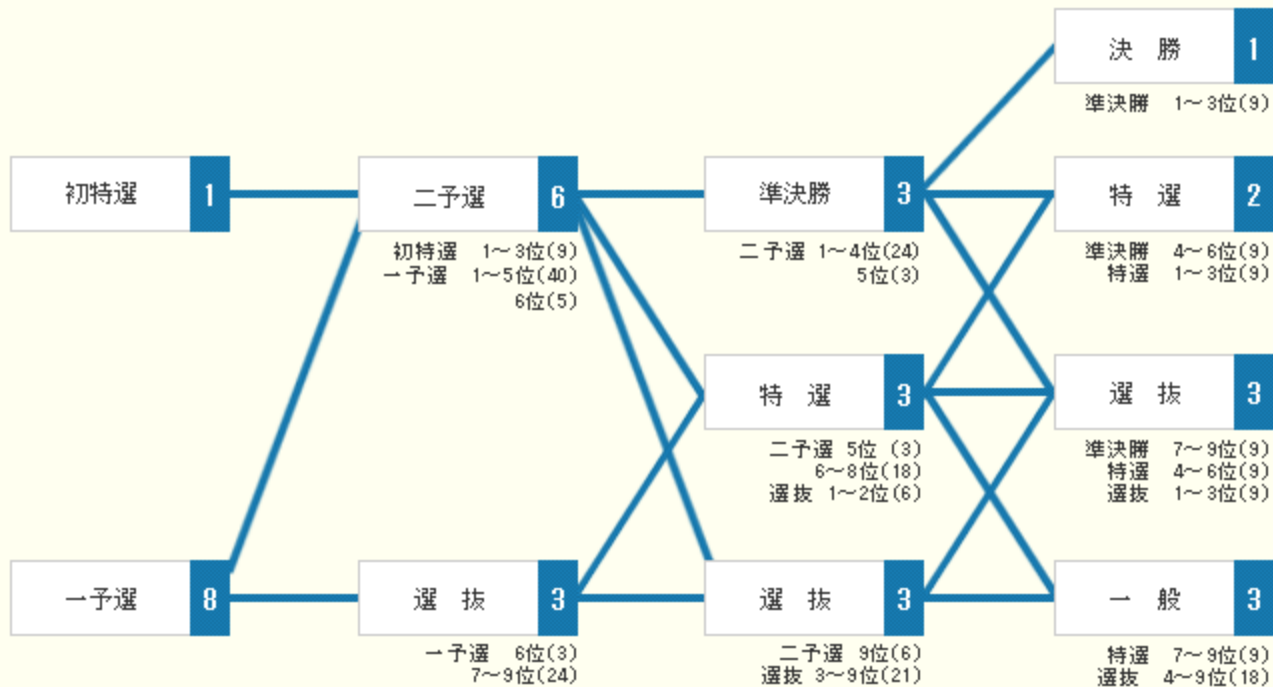 決 勝 1
準決勝 1〜3位(9)
初特選 1
二予選 6
初特選 1〜3位(9)
一予選 1〜5位(40)
6位(5)
準決勝 3
二予選 1〜4位(24)
5位(3)
特 選 2
準決勝 4〜6位(9)
特選 1〜3位(9)
特 選 3
二予選 5位 (3)
6〜8位(18)
選抜 1〜2位(6)
選 抜 3
準決勝 7〜9位(9)
特選 4〜6位(9)
選抜 1〜3位(9)
一予選 8
選 抜 3
一予選 6位(3)
7〜9位(24)
選 抜 3
二予選 9位(6)
選抜 3〜9位(21)
一 般 3
特選 7〜9位(9)
選抜 4〜9位(18)